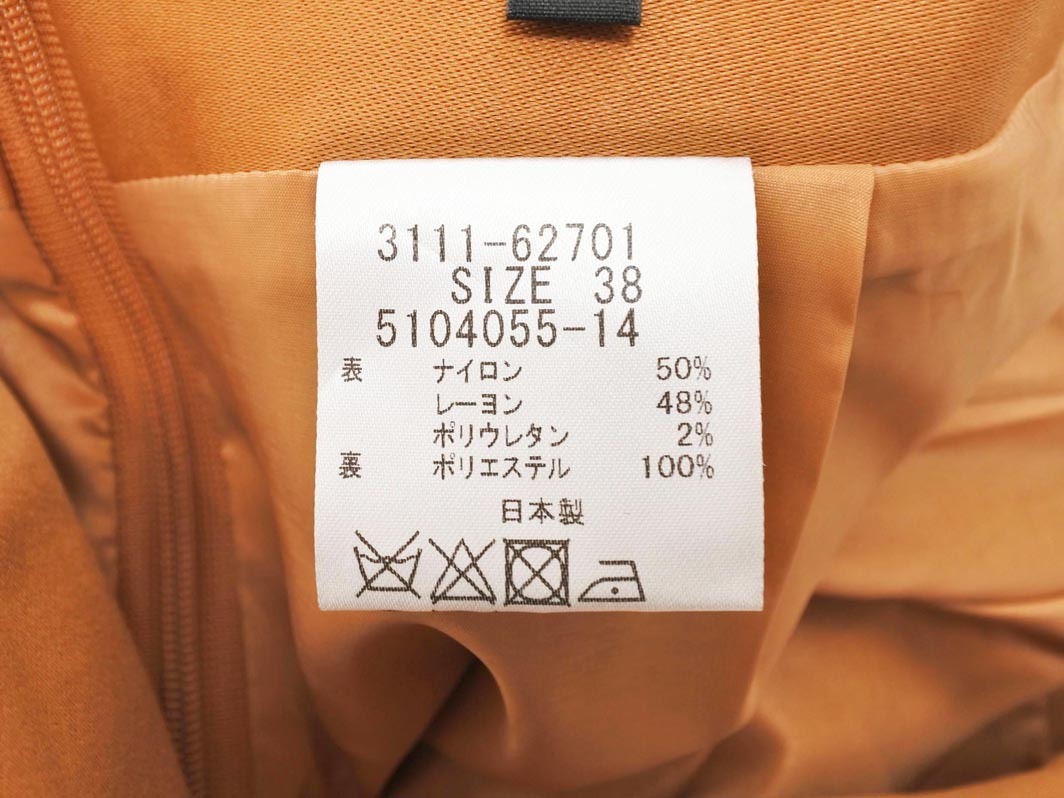 3111-62701
SIZE 38
5104055-14
表 ナイロン 50%
レーヨン 48%
ポリウレタン 2%
裏 ポリエステル 100%
日本製